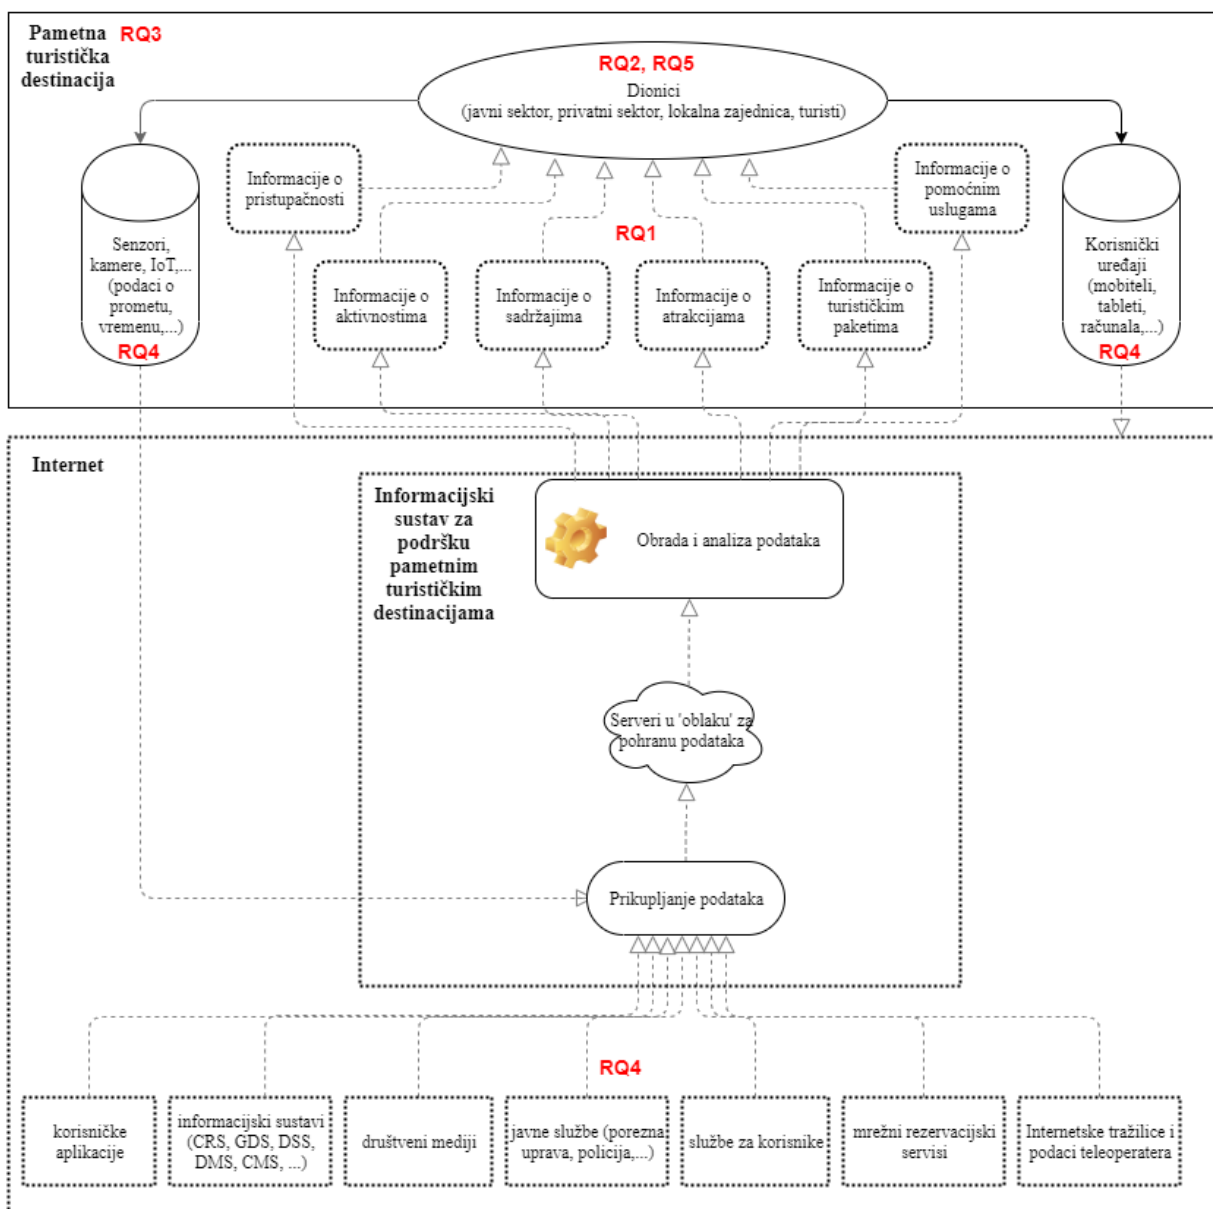 Pametna
turistička
destinacija
RQ3
RQ2, RQ5
Dionici
(javni sektor, privatni sektor, lokalna zajednica, turisti)
Informacije o
pristupačnosti
Informacije o
pomoćnim
uslugama
Senzori,
kamere, IoT,...
(podaci o
prometu,
vremenu,...)
RQ4
RQ1
Informacije o
aktivnostima
Informacije o
sadržajima
Informacije o
atrakcijama
Informacije o
turističkim
paketima
Korisnički
uređaji
(mobiteli,
tableti,
računala,...)
RQ4
Internet
Informacijski
sustav za
podršku
pametnim
turističkim
destinacijama
Obrada i analiza podataka
Serveri u 'oblaku' za
pohranu podataka
Prikupljanje podataka
RQ4
korisničke
aplikacije
informacijski sustavi
(CRS, GDS, DSS,
DMS, CMS, ...)
društveni mediji
javne službe (porezna
uprava, policija,...)
službe za korisnike
mrežni rezervacijski
servisi
Internetske tražilice i
podaci teleoperatera